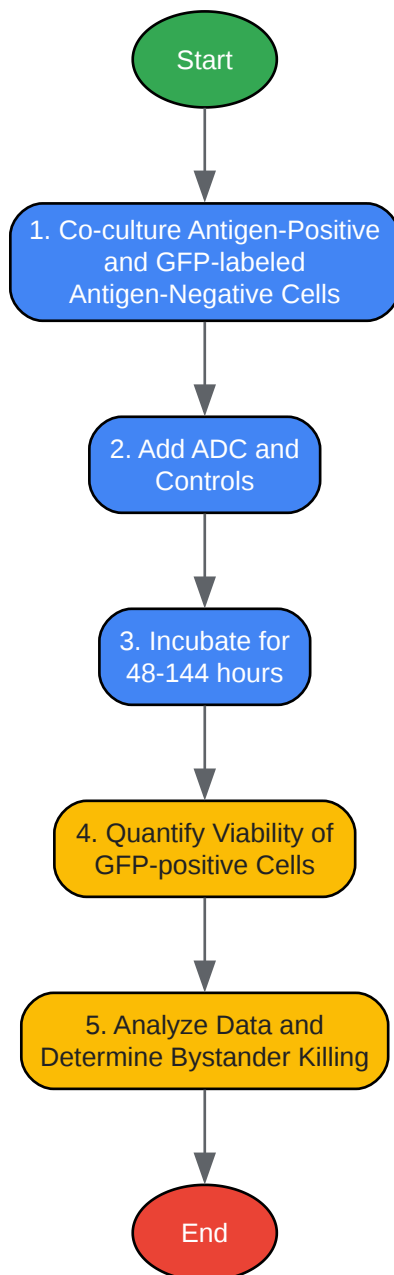 Start
1. Co-culture Antigen-Positive
and GFP-labeled
Antigen-Negative Cells
2. Add ADC and
Controls
3. Incubate for
48-144 hours
4. Quantify Viability of
GFP-positive Cells
5. Analyze Data and
Determine Bystander Killing
End